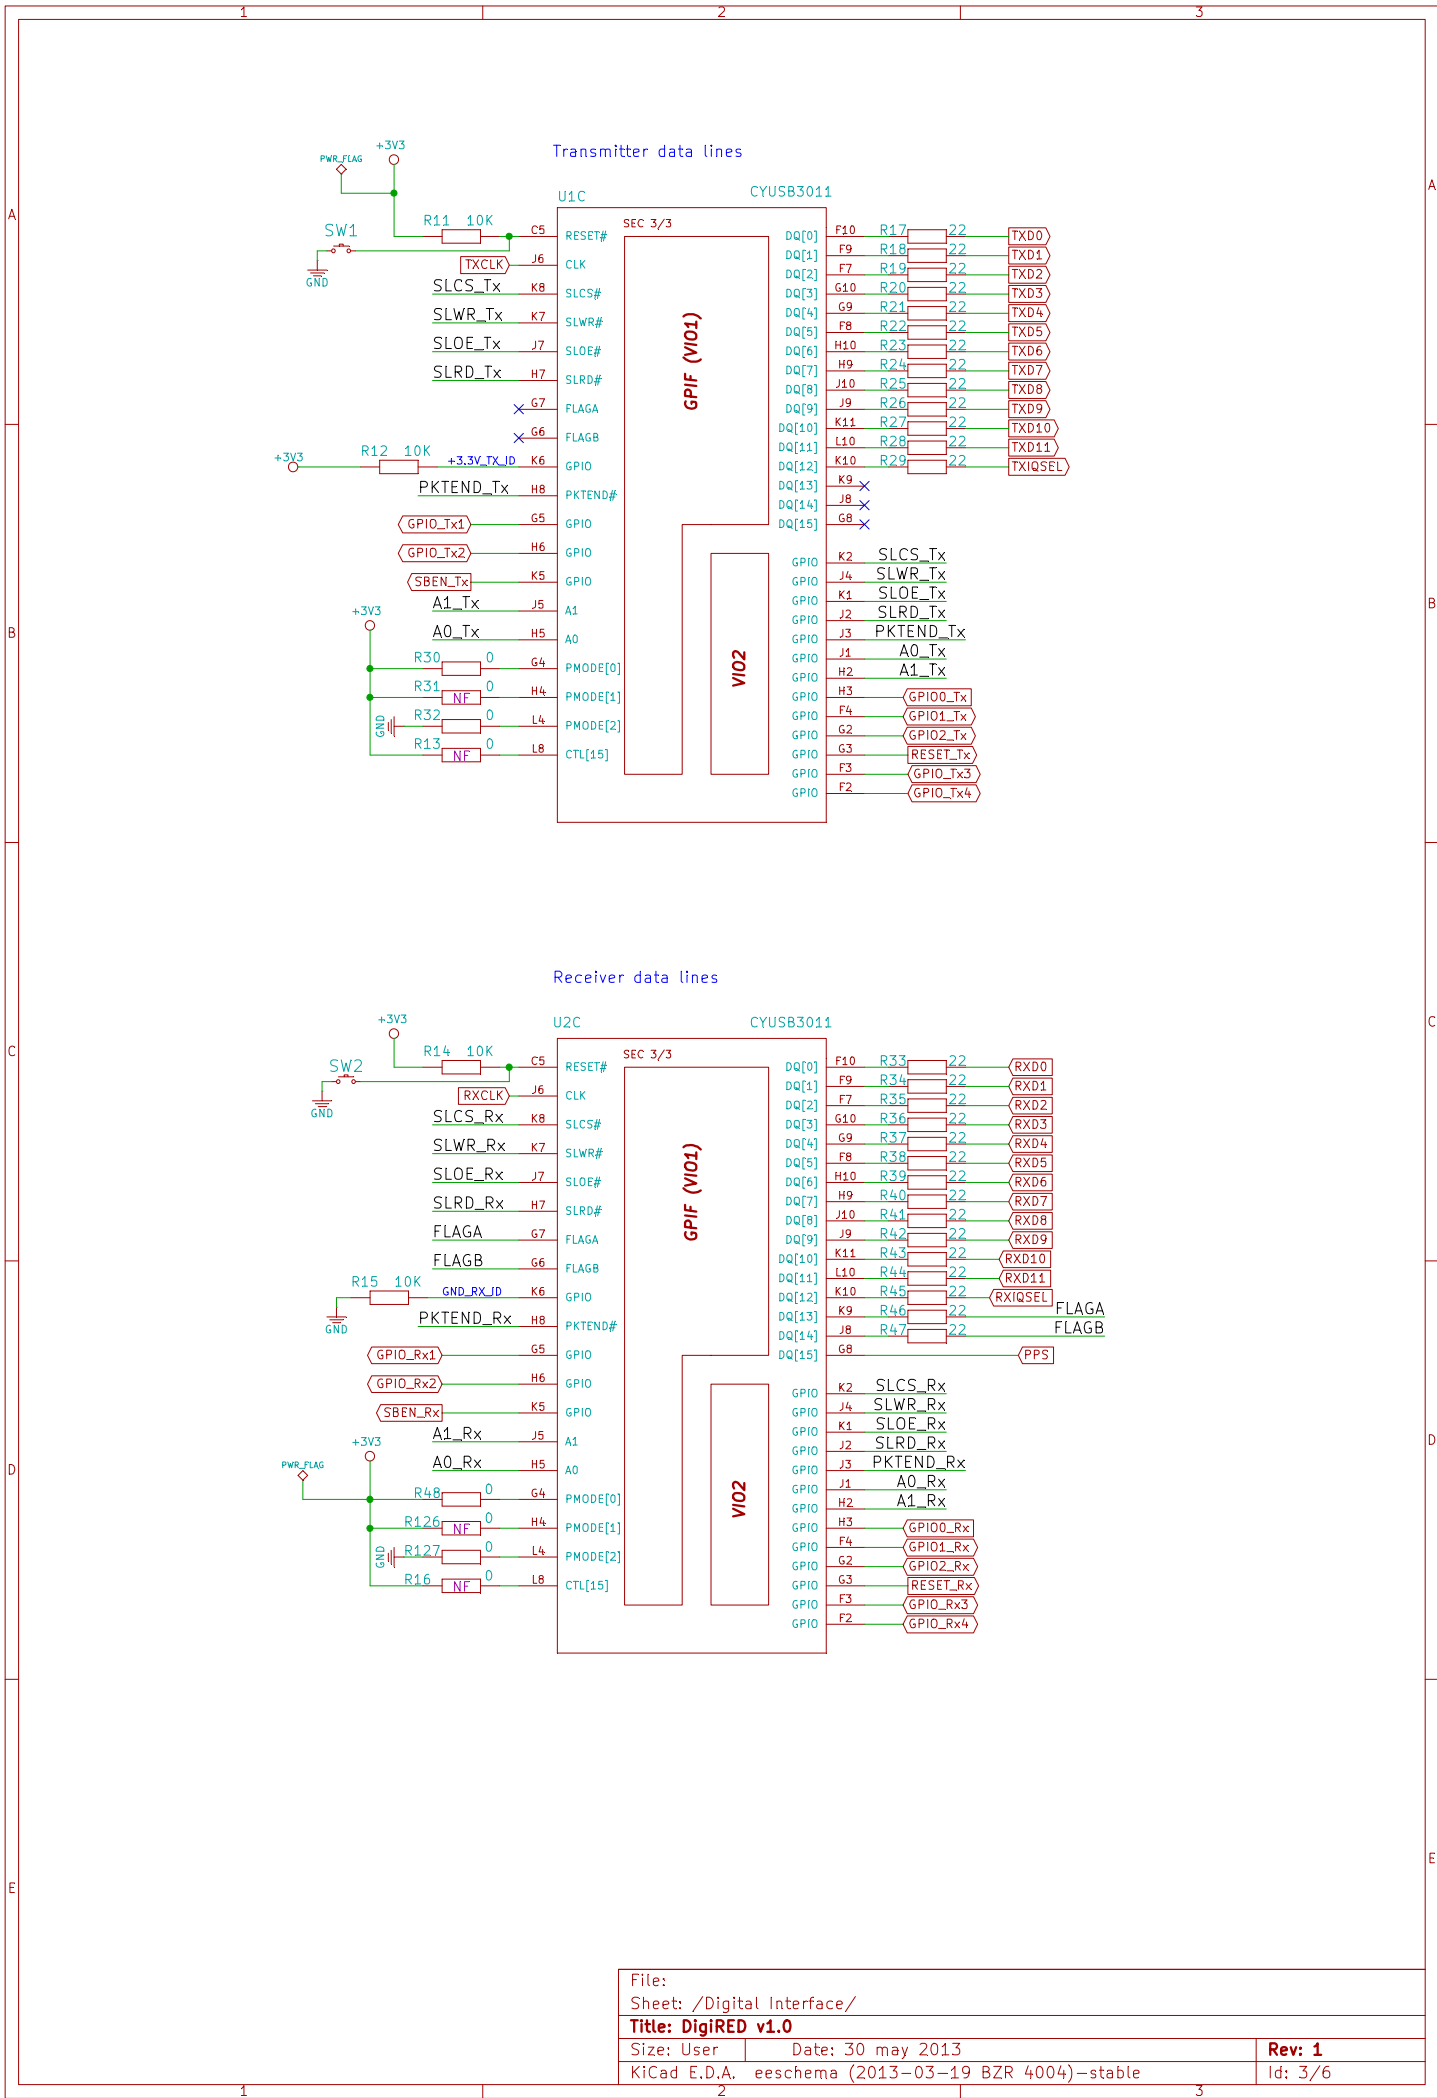 1 2 3
Transmitter data lines
PWR_FLAG +3V3
U1C CYUSB3011
A A
SEC 3/3
R11 10K C5 RESET# DQ[0] F10 R17 22 TXD0
SW1
GND
DQ[1] F9 R18 22 TXD1
TXCLK J6 CLK
DQ[2] F7 R19 22 TXD2
SLCS_Tx K8 SLCS# DQ[3] G10 R20 22 TXD3
DQ[4] G9 R21 22 TXD4
SLWR_Tx K7 SLWR#
DQ[5] F8 R22 22 TXD5
SLOE_Tx J7 SLOE# DQ[6] H10 R23 22 TXD6
GPIF (VIO1)
DQ[7] H9 R24 22 TXD7
SLRD_Tx H7 SLRD#
DQ[8] J10 R25 22 TXD8
G7 FLAGA DQ[9] J9 R26 22 TXD9
DQ[10] K11 R27 22 TXD10
G6 FLAGB
DQ[11] L10 R28 22 TXD11
+3V3 R12 10K +3.3V_TX_ID K6 GPIO DQ[12] K10 R29 22 TXIQSEL
DQ[13] K9
PKTEND_Tx H8 PKTEND#
DQ[14] J8
GPIO_Tx1 G5 GPIO DQ[15] G8
GPIO_Tx2 H6 GPIO
GPIO K2 SLCS_Tx
SBEN_Tx K5 GPIO GPIO J4 SLWR_Tx
GPIO K1 SLOE_Tx
A1_Tx J5 A1
GPIO J2 SLRD_Tx
B B
+3V3
A0_Tx H5 A0 GPIO J3 PKTEND_Tx
GPIO J1 A0_Tx
R30 0 G4 PMODE[0]
VIO2
GPIO H2 A1_Tx
R31 NF 0 H4 PMODE[1] GPIO H3 GPIO0_Tx
GPIO F4 GPIO1_Tx
GND R32 0 L4 PMODE[2]
GPIO G2 GPIO2_Tx
R13 NF 0 L8 CTL[15] GPIO G3 RESET_Tx
GPIO F3 GPIO_Tx3
GPIO F2 GPIO_Tx4
Receiver data lines
+3V3
U2C CYUSB3011
C C
SEC 3/3
R14 10K C5 RESET# DQ[0] F10 R33 22 RXD0
SW2
GND
DQ[1] F9 R34 22 RXD1
RXCLK J6 CLK
DQ[2] F7 R35 22 RXD2
SLCS_Rx K8 SLCS# DQ[3] G10 R36 22 RXD3
DQ[4] G9 R37 22 RXD4
SLWR_Rx K7 SLWR#
DQ[5] F8 R38 22 RXD5
SLOE_Rx J7 SLOE# DQ[6] H10 R39 22 RXD6
GPIF (VIO1)
DQ[7] H9 R40 22 RXD7
SLRD_Rx H7 SLRD#
DQ[8] J10 R41 22 RXD8
FLAGA G7 FLAGA DQ[9] J9 R42 22 RXD9
DQ[10] K11 R43 22 RXD10
FLAGB G6 FLAGB
DQ[11] L10 R44 22 RXD11
R15 10K GND_RX_ID K6 GPIO DQ[12] K10 R45 22 RXIQSEL
GND
DQ[13] K9 R46 22 FLAGA
PKTEND_Rx H8 PKTEND#
DQ[14] J8 R47 22 FLAGB
GPIO_Rx1 G5 GPIO DQ[15] G8 PPS
GPIO_Rx2 H6 GPIO
GPIO K2 SLCS_Rx
SBEN_Rx K5 GPIO GPIO J4 SLWR_Rx
GPIO K1 SLOE_Rx
A1_Rx J5 A1
GPIO J2 SLRD_Rx
D D
PWR_FLAG +3V3
A0_Rx H5 A0 GPIO J3 PKTEND_Rx
GPIO J1 A0_Rx
R48 0 G4 PMODE[0]
VIO2
GPIO H2 A1_Rx
R126 NF 0 H4 PMODE[1] GPIO H3 GPIO0_Rx
GPIO F4 GPIO1_Rx
GND R127 0 L4 PMODE[2]
GPIO G2 GPIO2_Rx
R16 NF 0 L8 CTL[15] GPIO G3 RESET_Rx
GPIO F3 GPIO_Rx3
GPIO F2 GPIO_Rx4
E E
File:
Sheet: /Digital Interface/
Title: DigiRED v1.0
Size: User Date: 30 may 2013 Rev: 1
KiCad E.D.A. eeschema (2013-03-19 BZR 4004)-stable Id: 3/6
1 2 3